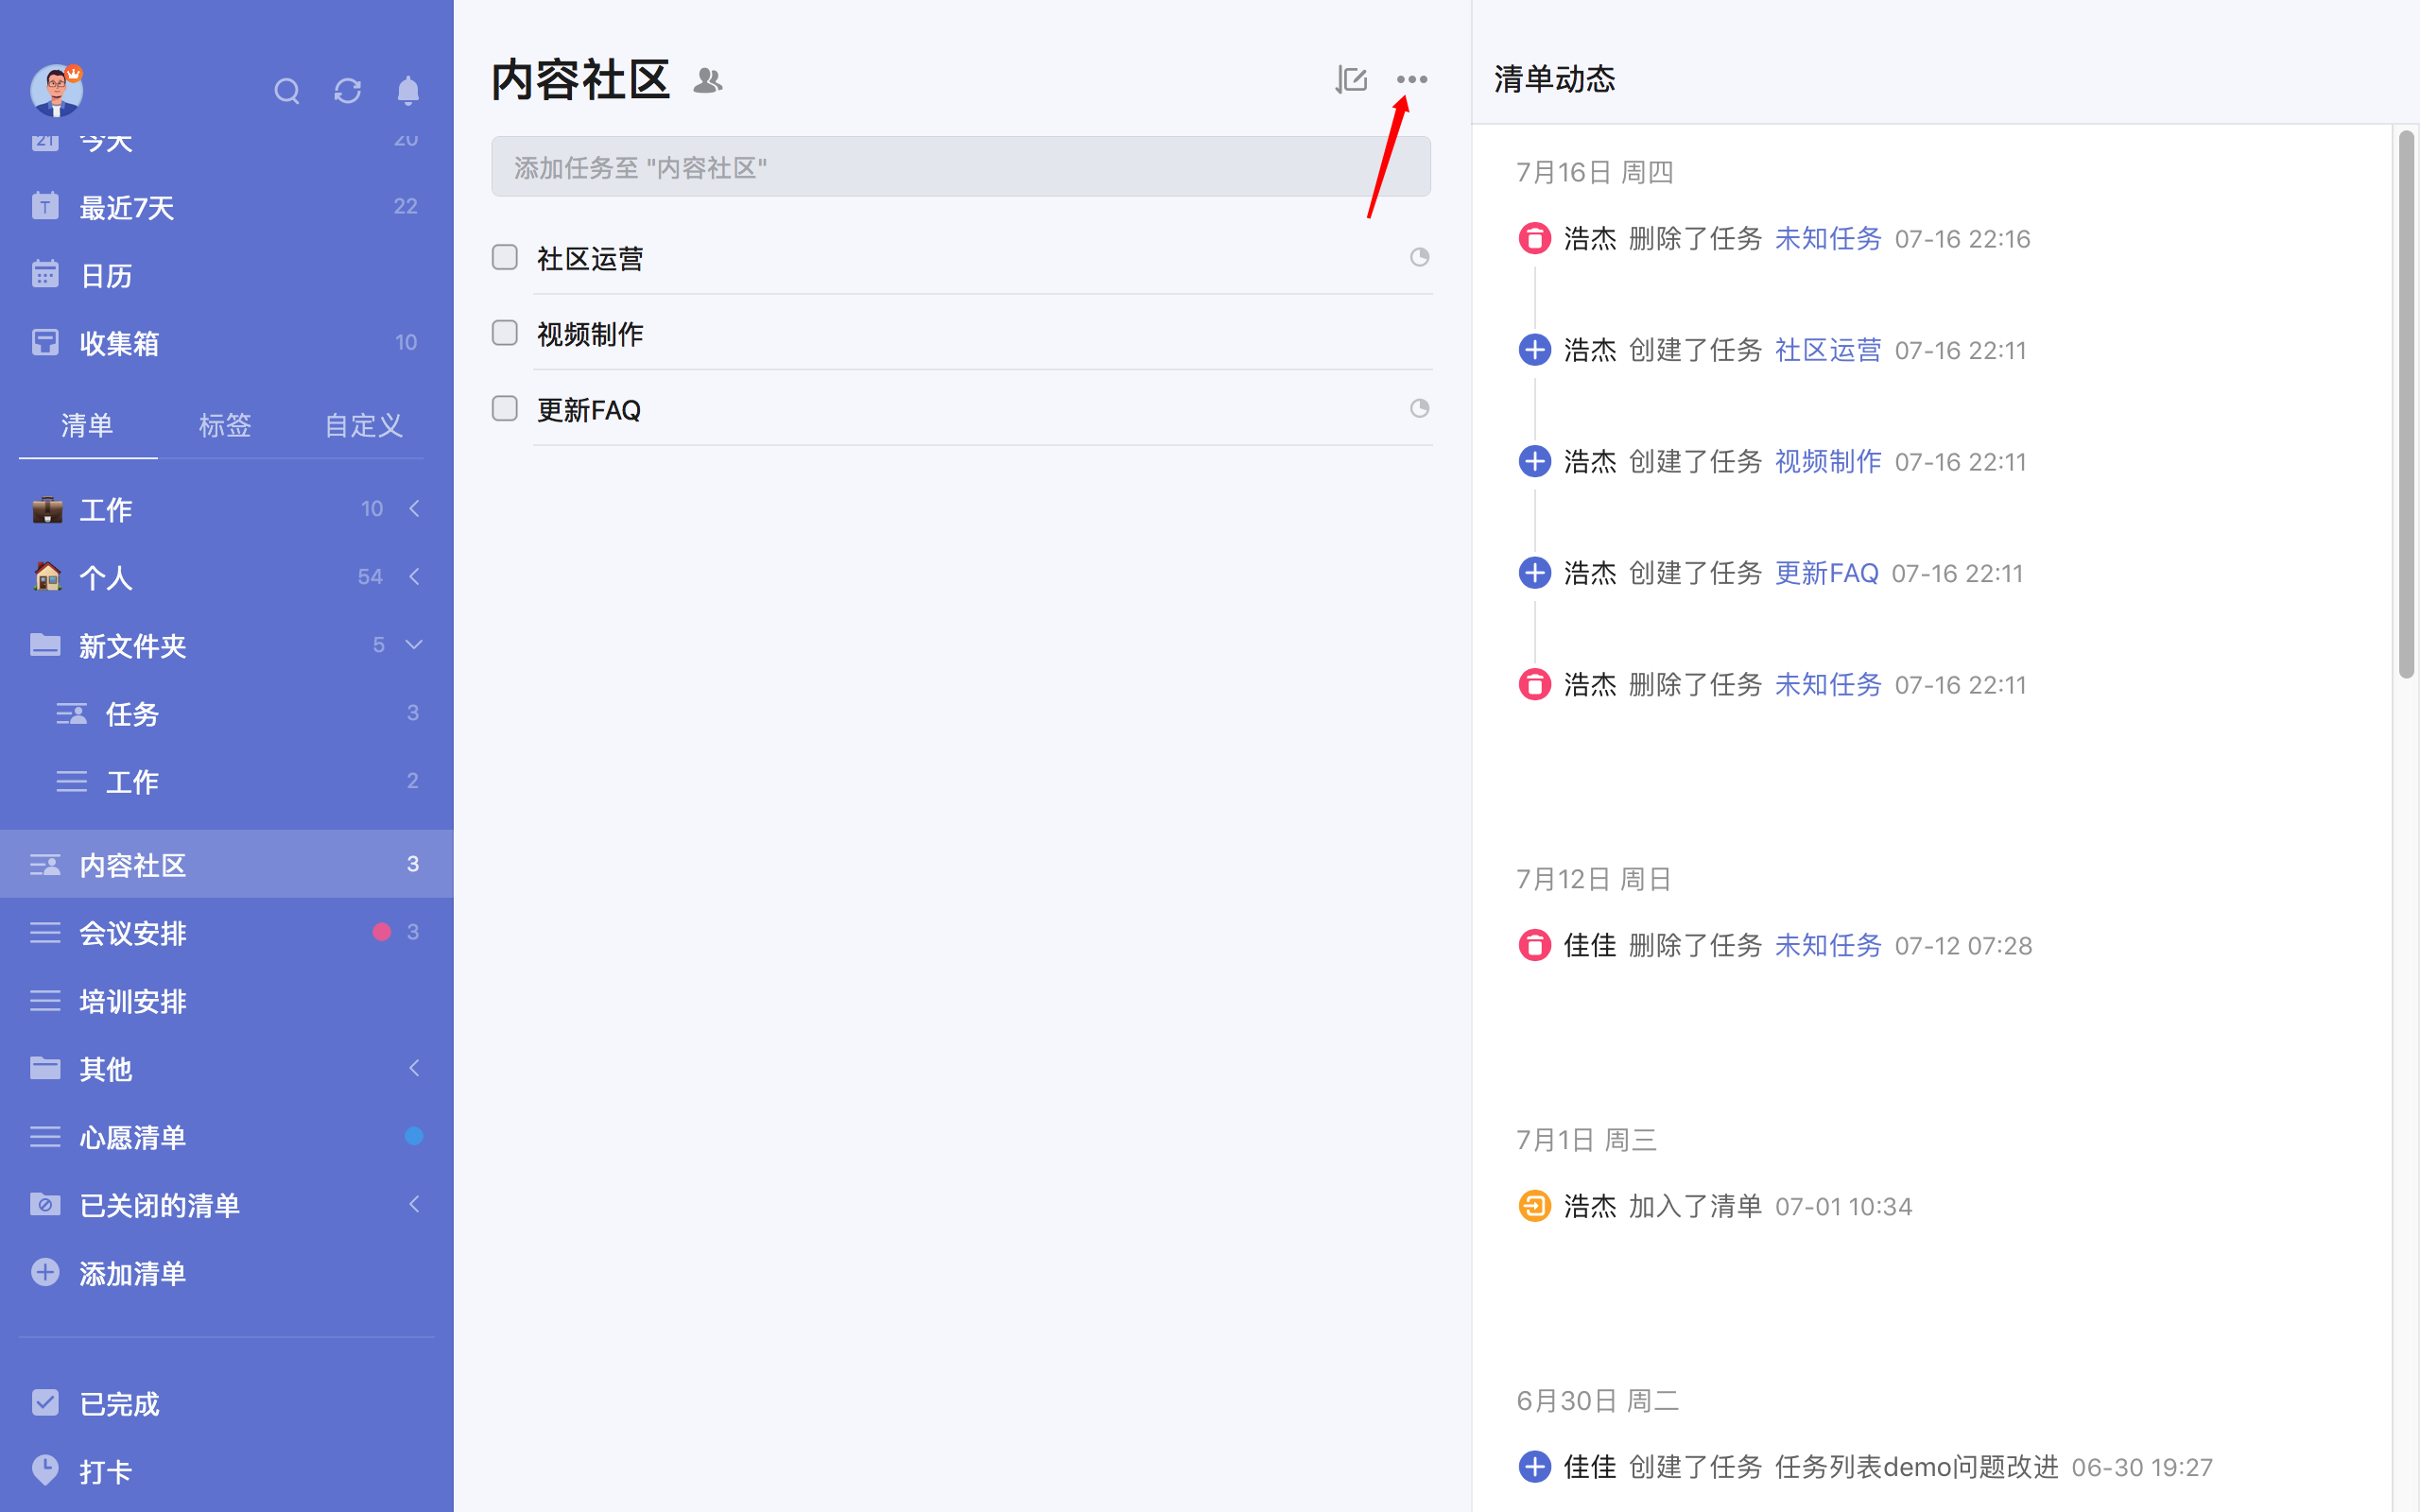 今天 20
最近7天 22
日历
收集箱 10
清单 标签 自定义
工作 10
个人 54
新文件夹 5
任务 3
工作 2
内容社区 3
会议安排 3
培训安排
其他
心愿清单
已关闭的清单
添加清单
已完成
打卡
内容社区
添加任务至 "内容社区"
社区运营
视频制作
更新FAQ
清单动态
7月16日 周四
浩杰 删除了任务 未知任务 07-16 22:16
浩杰 创建了任务 社区运营 07-16 22:11
浩杰 创建了任务 视频制作 07-16 22:11
浩杰 创建了任务 更新FAQ 07-16 22:11
浩杰 删除了任务 未知任务 07-16 22:11
7月12日 周日
佳佳 删除了任务 未知任务 07-12 07:28
7月1日 周三
浩杰 加入了清单 07-01 10:34
6月30日 周二
佳佳 创建了任务 任务列表demo问题改进 06-30 19:27